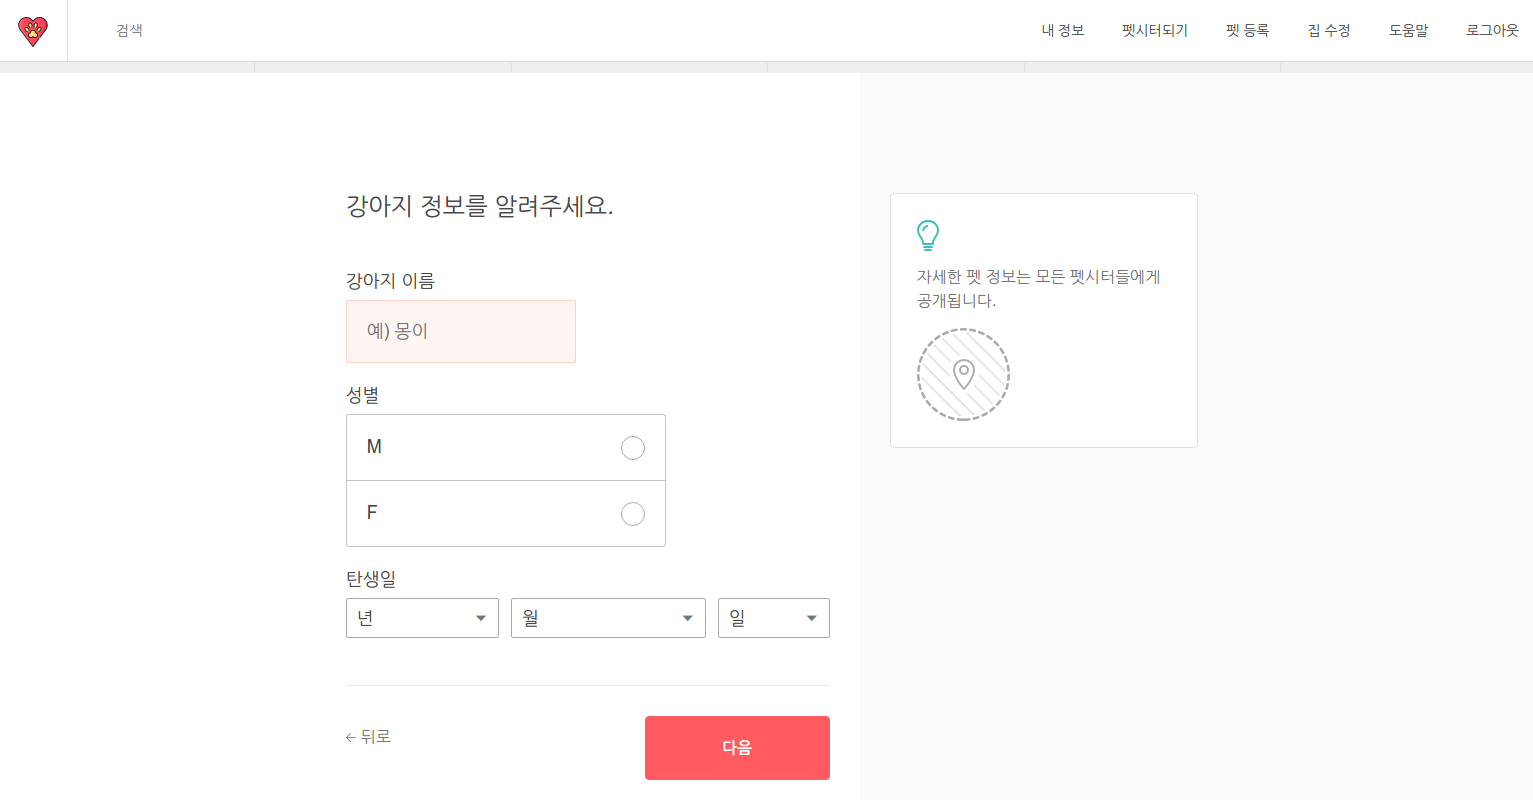 검색
내 정보
펫시터되기
펫 등록
집 수정
도움말
로그아웃
강아지 정보를 알려주세요.
강아지 이름
예) 몽이
성별
M
F
탄생일
년
월
일
← 뒤로
다음
자세한 펫 정보는 모든 펫시터들에게
공개됩니다.